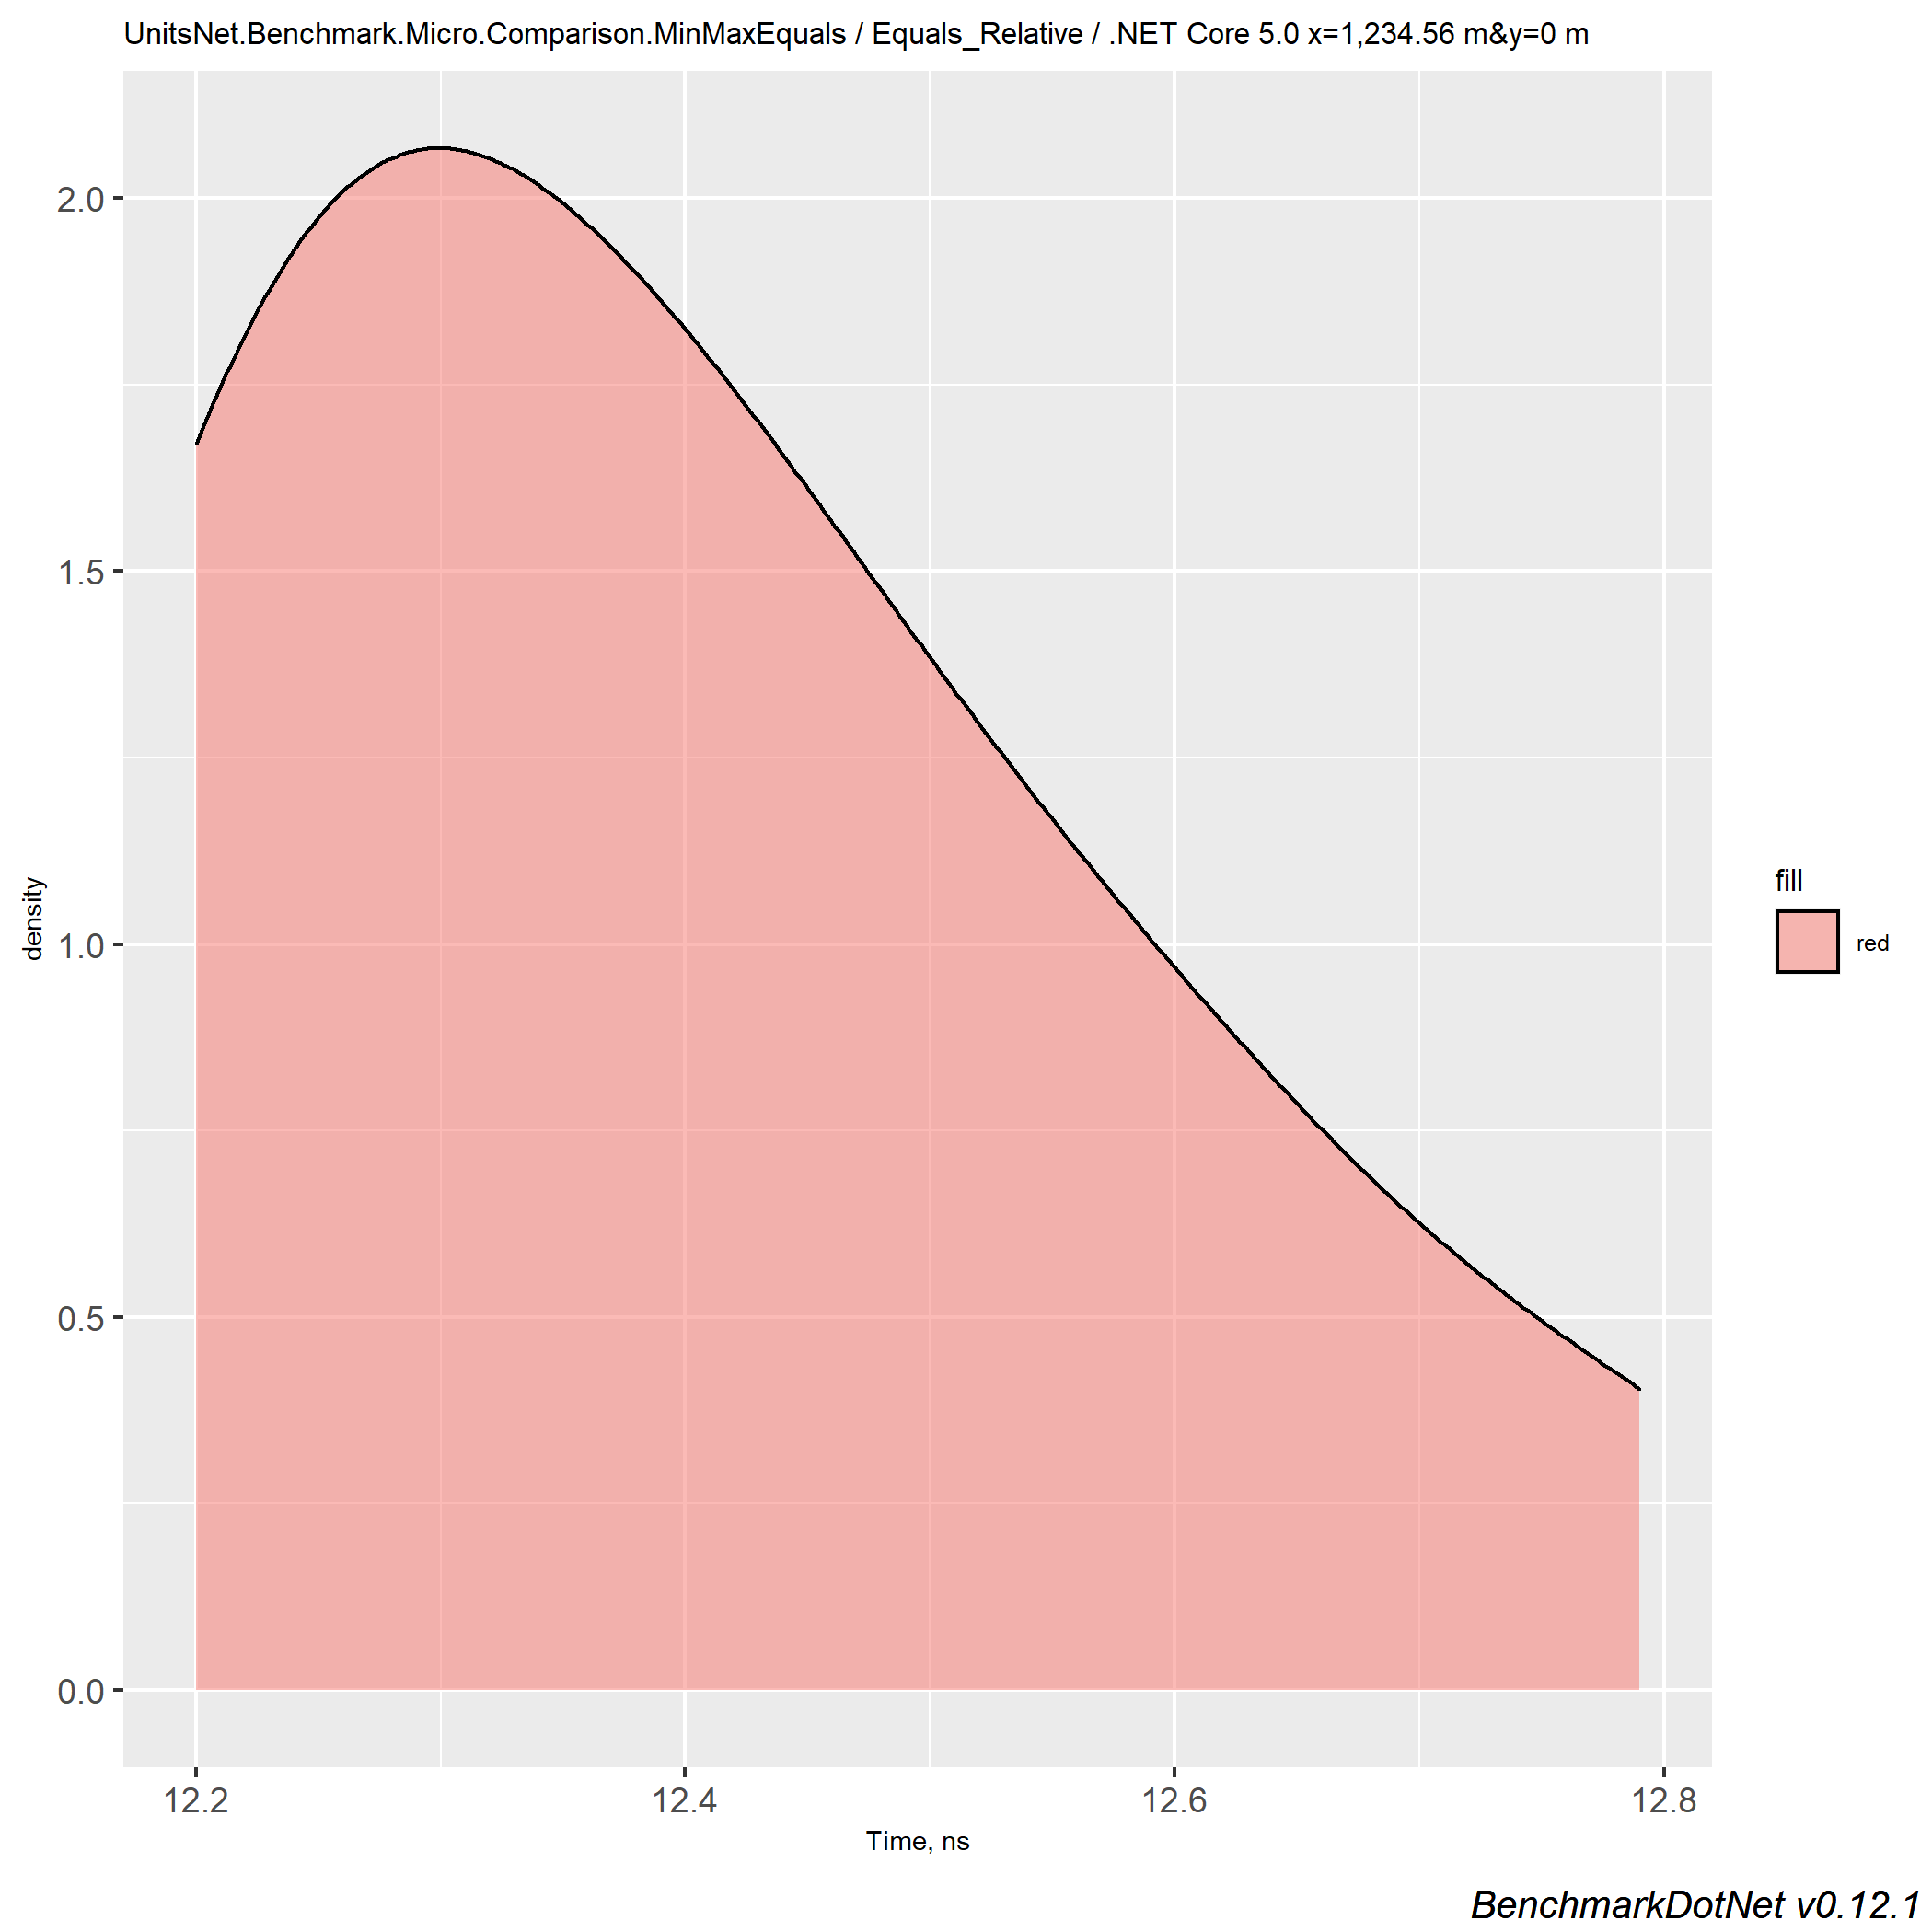 UnitsNet.Benchmark.Micro.Comparison.MinMaxEquals / Equals_Relative / .NET Core 5.0 x=1,234.56 m&y=0 m
2.0
1.5
1.0
0.5
0.0
density
12.2 12.4 12.6 12.8
Time, ns
fill
red
BenchmarkDotNet v0.12.1